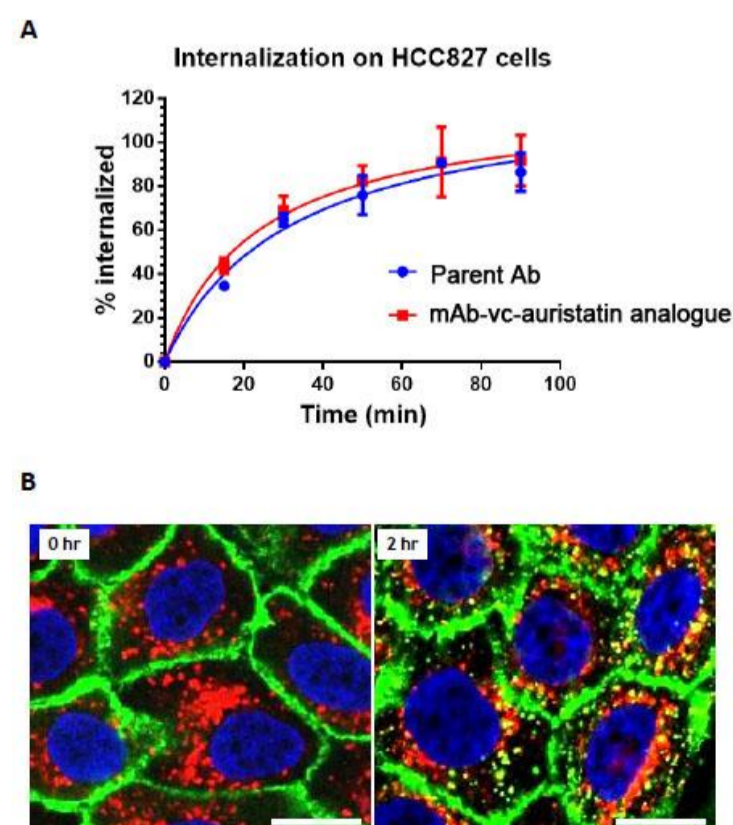 A
Internalization on HCC827 cells
120
100
80
60
40
20
0
% internalized
Parent Ab
mAb-vc-auristatin analogue
0 20 40 60 80 100
Time (min)
B
0 hr 2 hr